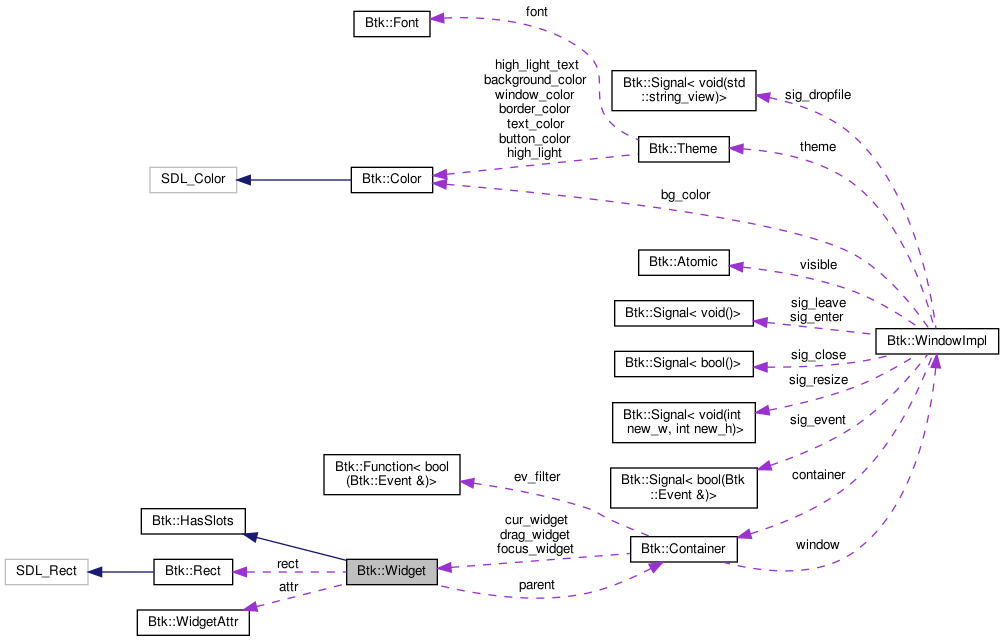 font
Btk::Font
high_light_text
background_color
window_color
border_color
text_color
button_color
high_light
Btk::Signal< void(std
::string_view)>
sig_dropfile
Btk::Theme
theme
SDL_Color
Btk::Color
bg_color
Btk::Atomic
visible
Btk::Signal< void()>
sig_leave
sig_enter
Btk::WindowImpl
Btk::Signal< bool()>
sig_close
sig_resize
Btk::Signal< void(int
new_w, int new_h)>
sig_event
Btk::Function< bool
(Btk::Event &)>
ev_filter
Btk::Signal< bool(Btk
::Event &)>
container
Btk::HasSlots
cur_widget
drag_widget
focus_widget
Btk::Container
window
SDL_Rect
Btk::Rect
rect
Btk::Widget
parent
attr
Btk::WidgetAttr